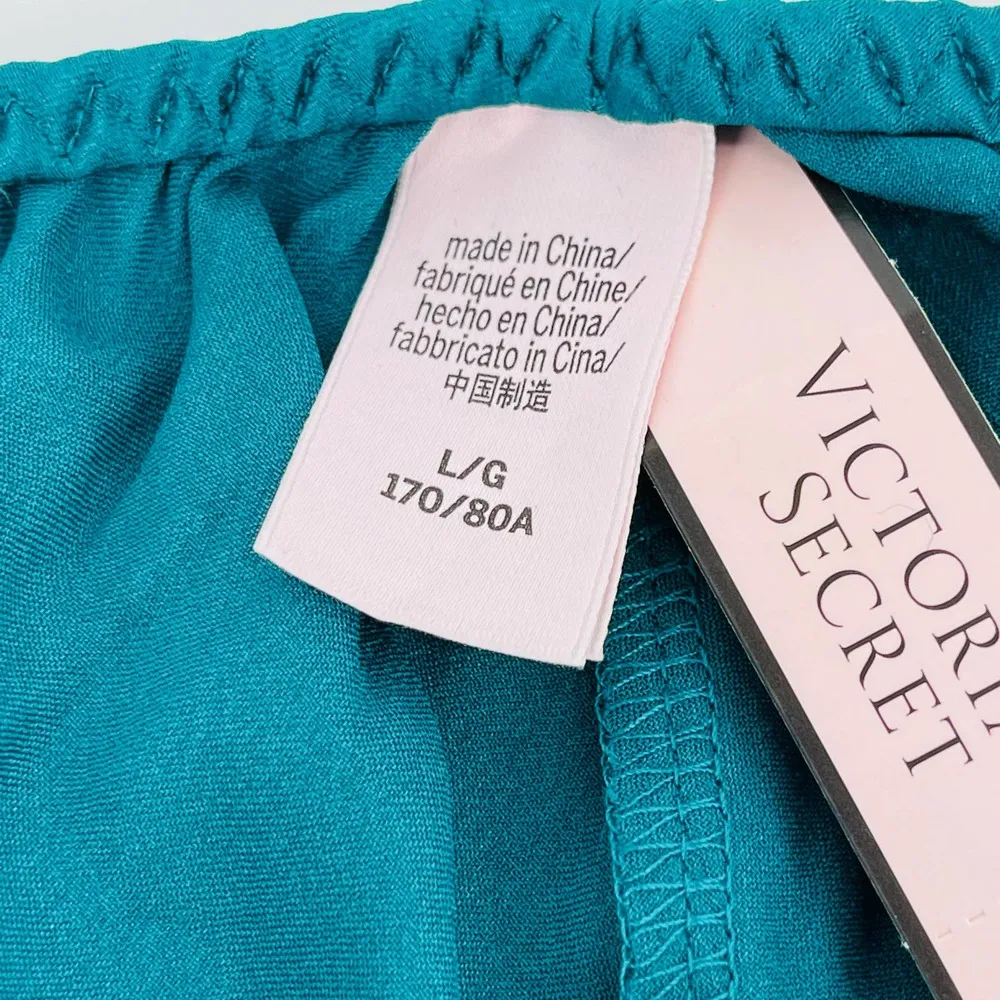 made in China/
fabriqué en Chine/
hecho en China/
fabbricato in Cina/
中国制造
L/G
170/80A
VICTORIA
SECRET